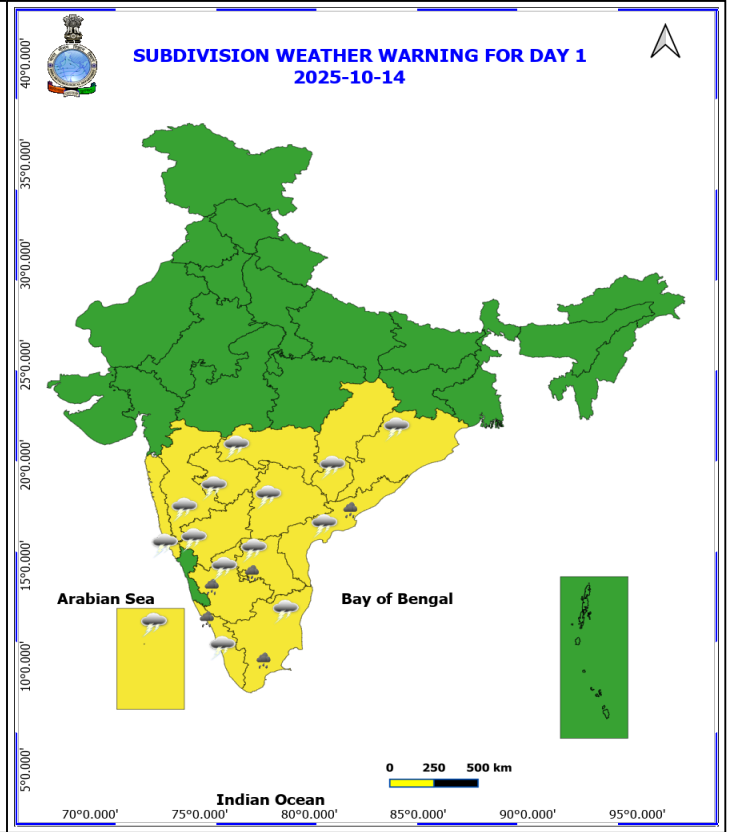 SUBDIVISION WEATHER WARNING FOR DAY 1
2025-10-14
40°0.000'
35°0.000'
30°0.000'
25°0.000'
20°0.000'
15°0.000'
10°0.000'
5°0.000'
Arabian Sea
Bay of Bengal
0 250 500 km
Indian Ocean
70°0.000' 75°0.000' 80°0.000' 85°0.000' 90°0.000' 95°0.000'